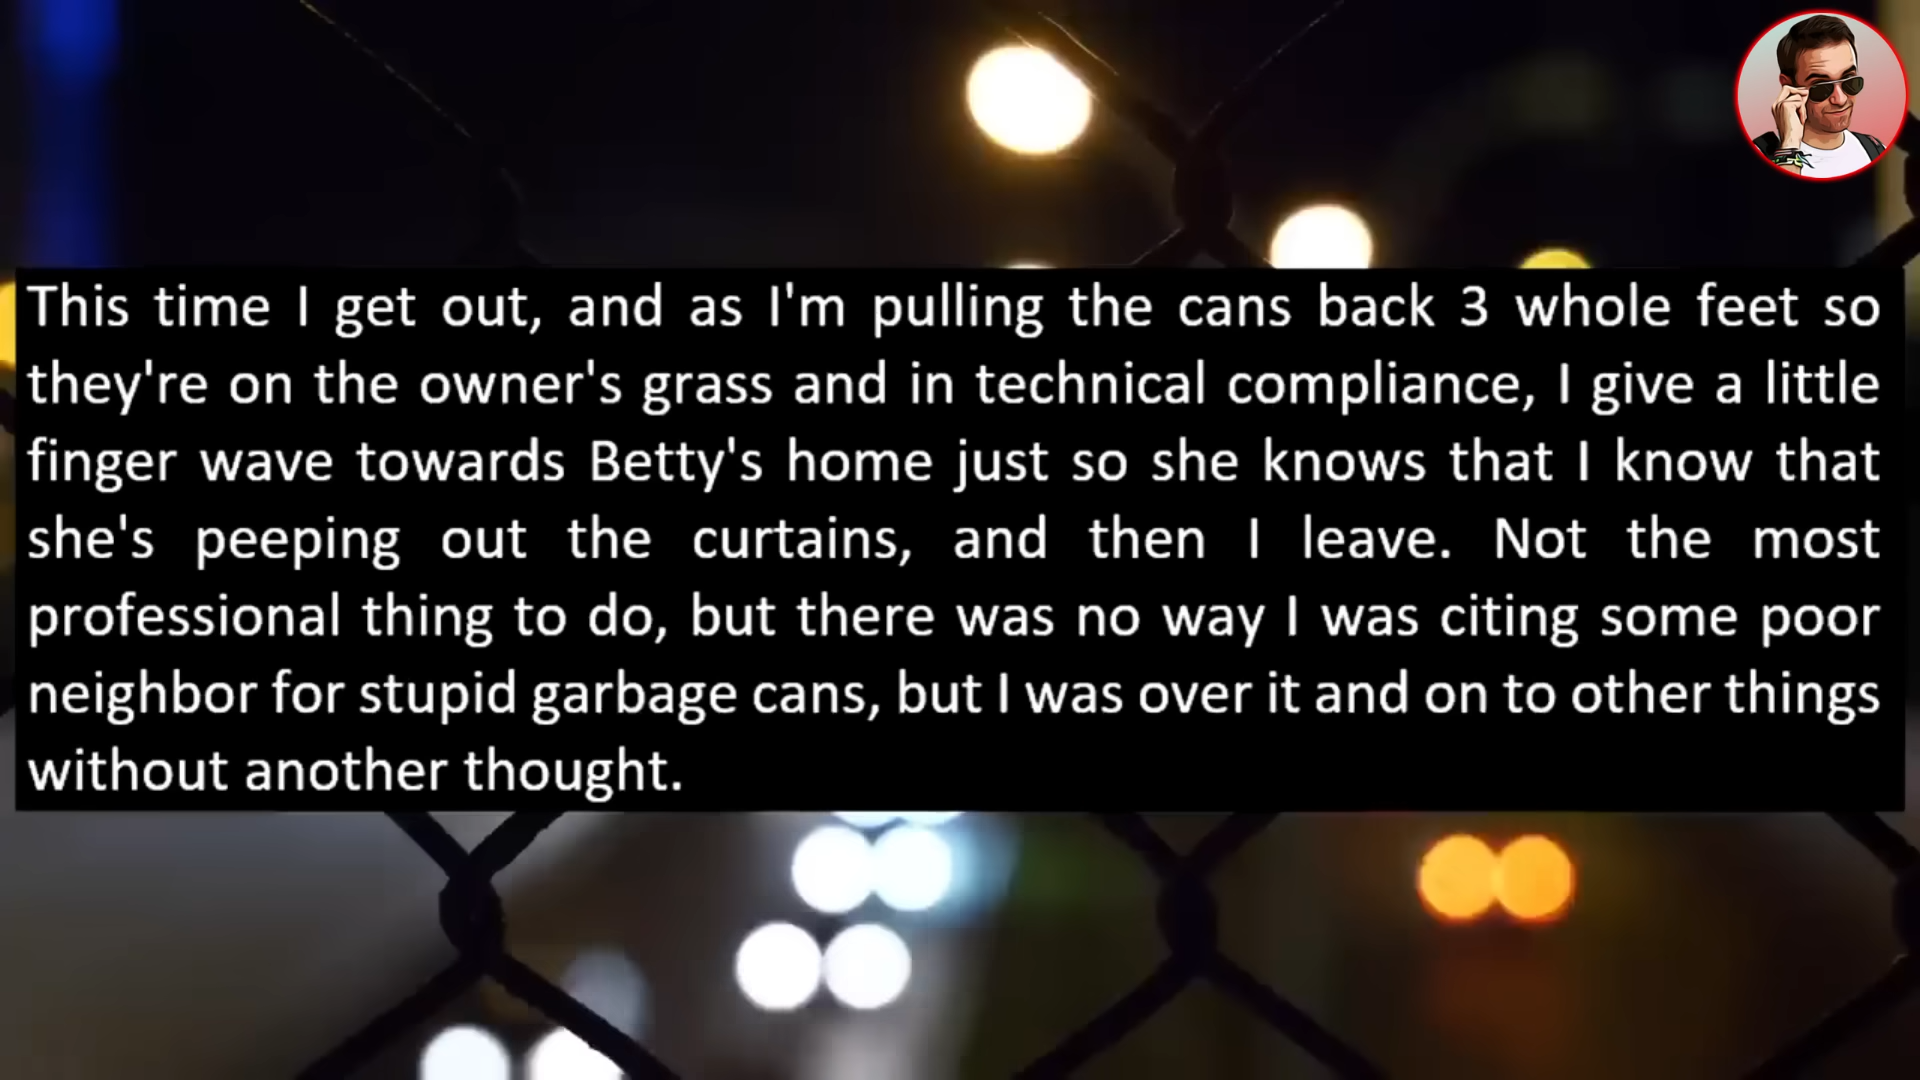 This time I get out, and as I'm pulling the cans back 3 whole feet so
they're on the owner's grass and in technical compliance, I give a little
finger wave towards Betty's home just so she knows that I know that
she's peeping out the curtains, and then I leave. Not the most
professional thing to do, but there was no way I was citing some poor
neighbor for stupid garbage cans, but I was over it and on to other things
without another thought.